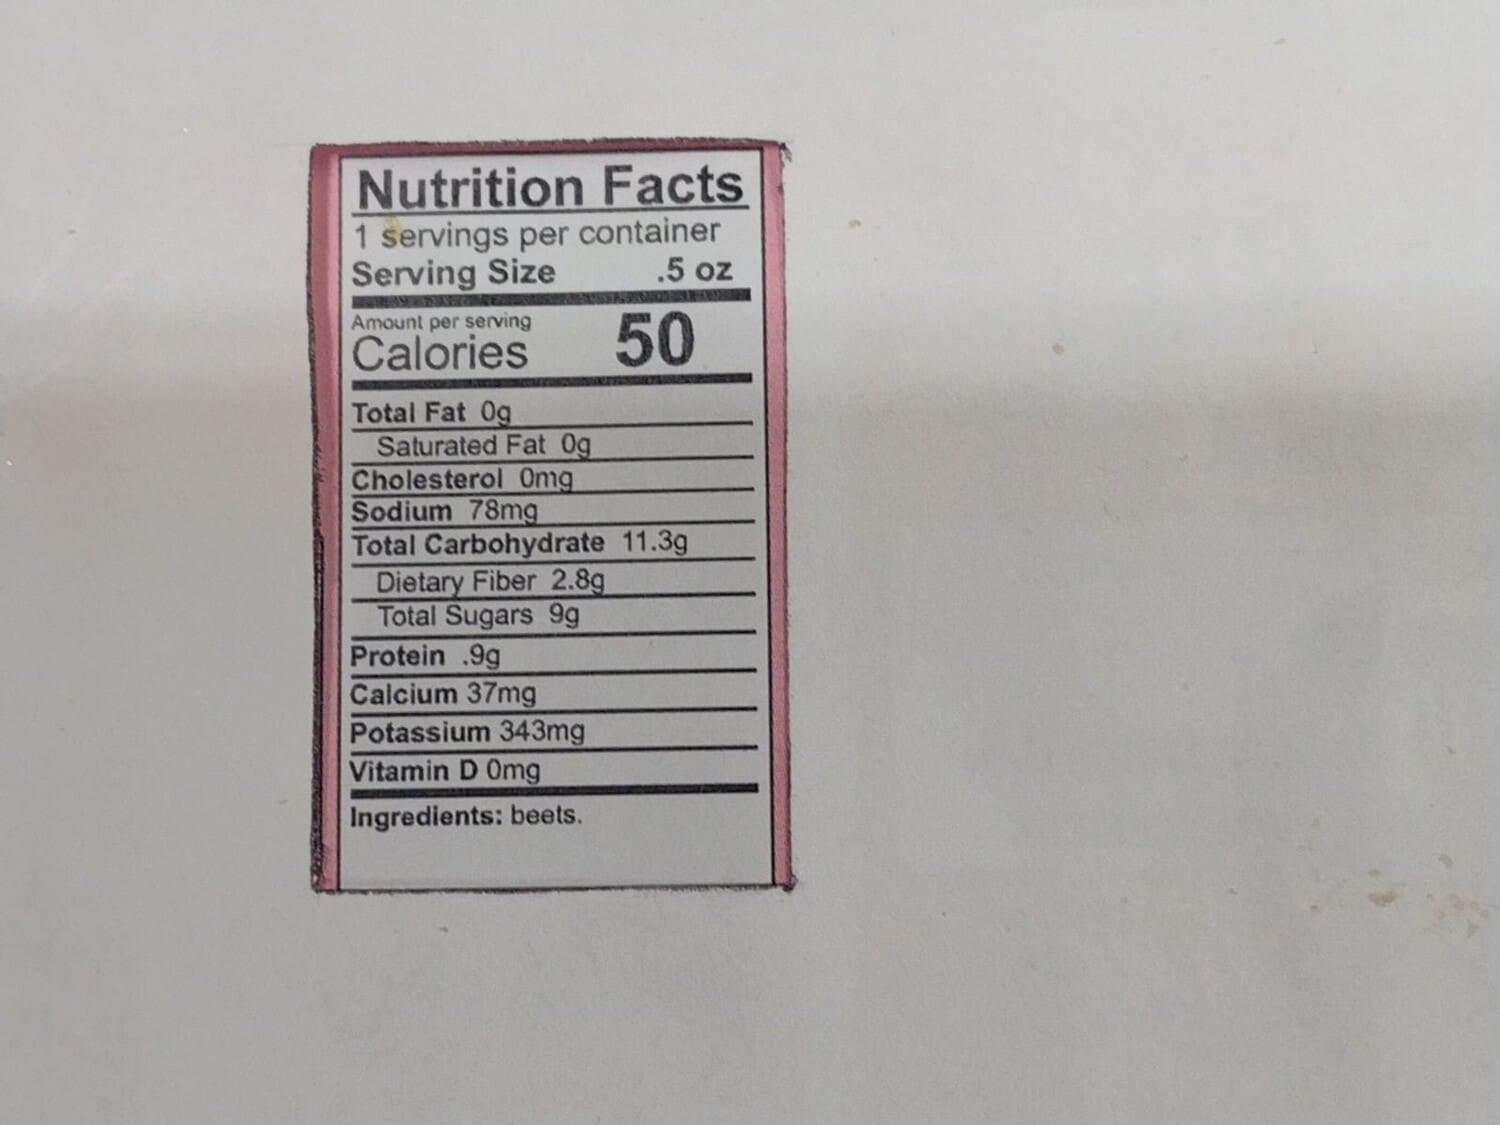 Nutrition Facts
1 servings per container
Serving Size .5 oz
Amount per serving
Calories 50
Total Fat 0g
Saturated Fat 0g
Cholesterol 0mg
Sodium 78mg
Total Carbohydrate 11.3g
Dietary Fiber 2.8g
Total Sugars 9g
Protein .9g
Calcium 37mg
Potassium 343mg
Vitamin D 0mg
Ingredients: beets.